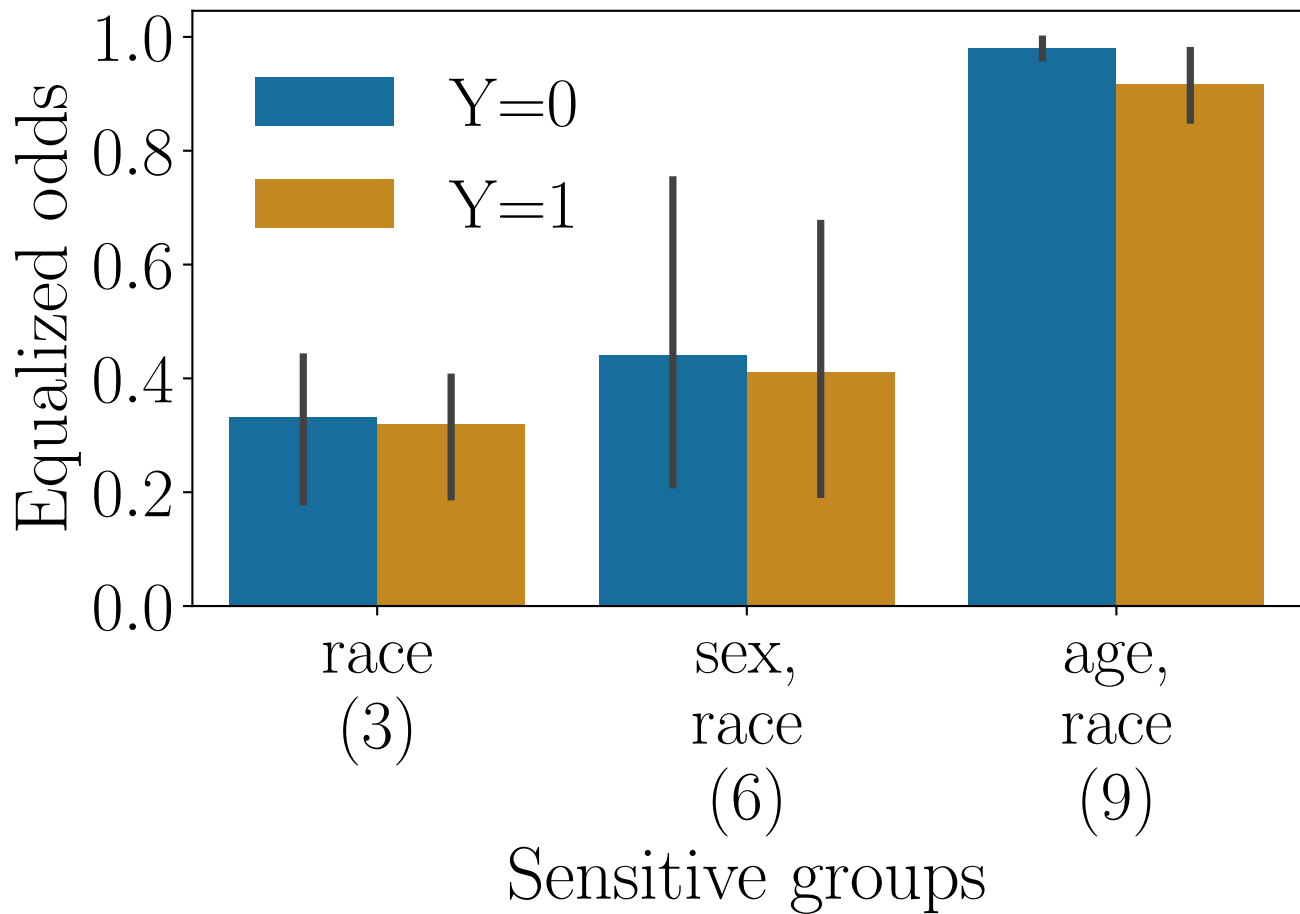 Equalized odds
1.0
0.8
0.6
0.4
0.2
0.0
Y=0
Y=1
race
(3)
sex,
race
(6)
age,
race
(9)
Sensitive groups